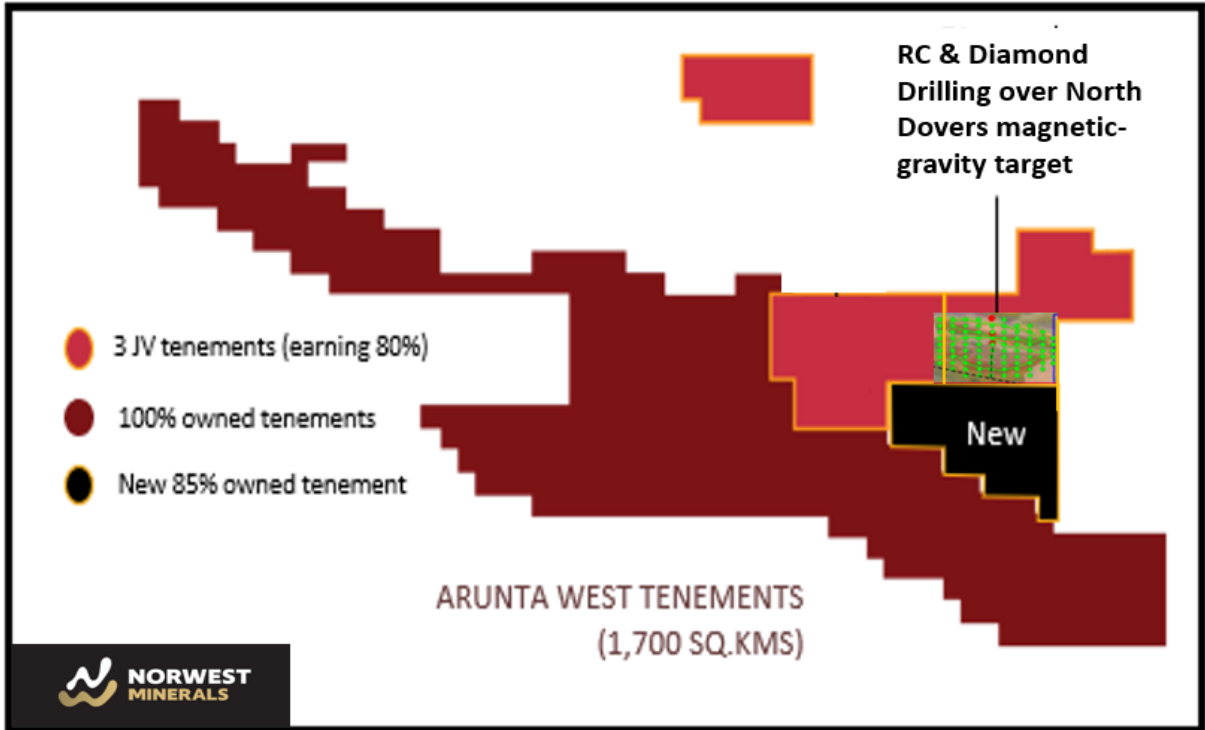 RC & Diamond
Drilling over North
Dovers magnetic-
gravity target
3 JV tenements (earning 80%)
100% owned tenements
New 85% owned tenement
New
ARUNTA WEST TENEMENTS
(1,700 SQ.KMS)
NORWEST
MINERALS